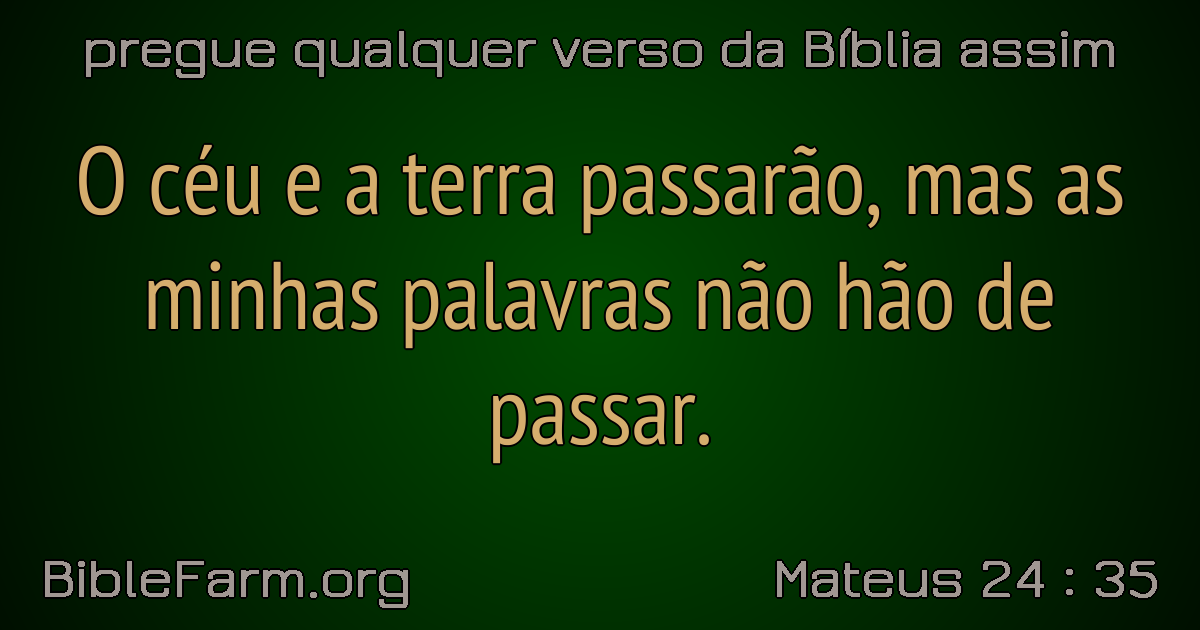 pregue qualquer verso da Bíblia assim
O céu e a terra passarão, mas as
minhas palavras não hão de
passar.
BibleFarm.org
Mateus 24 : 35